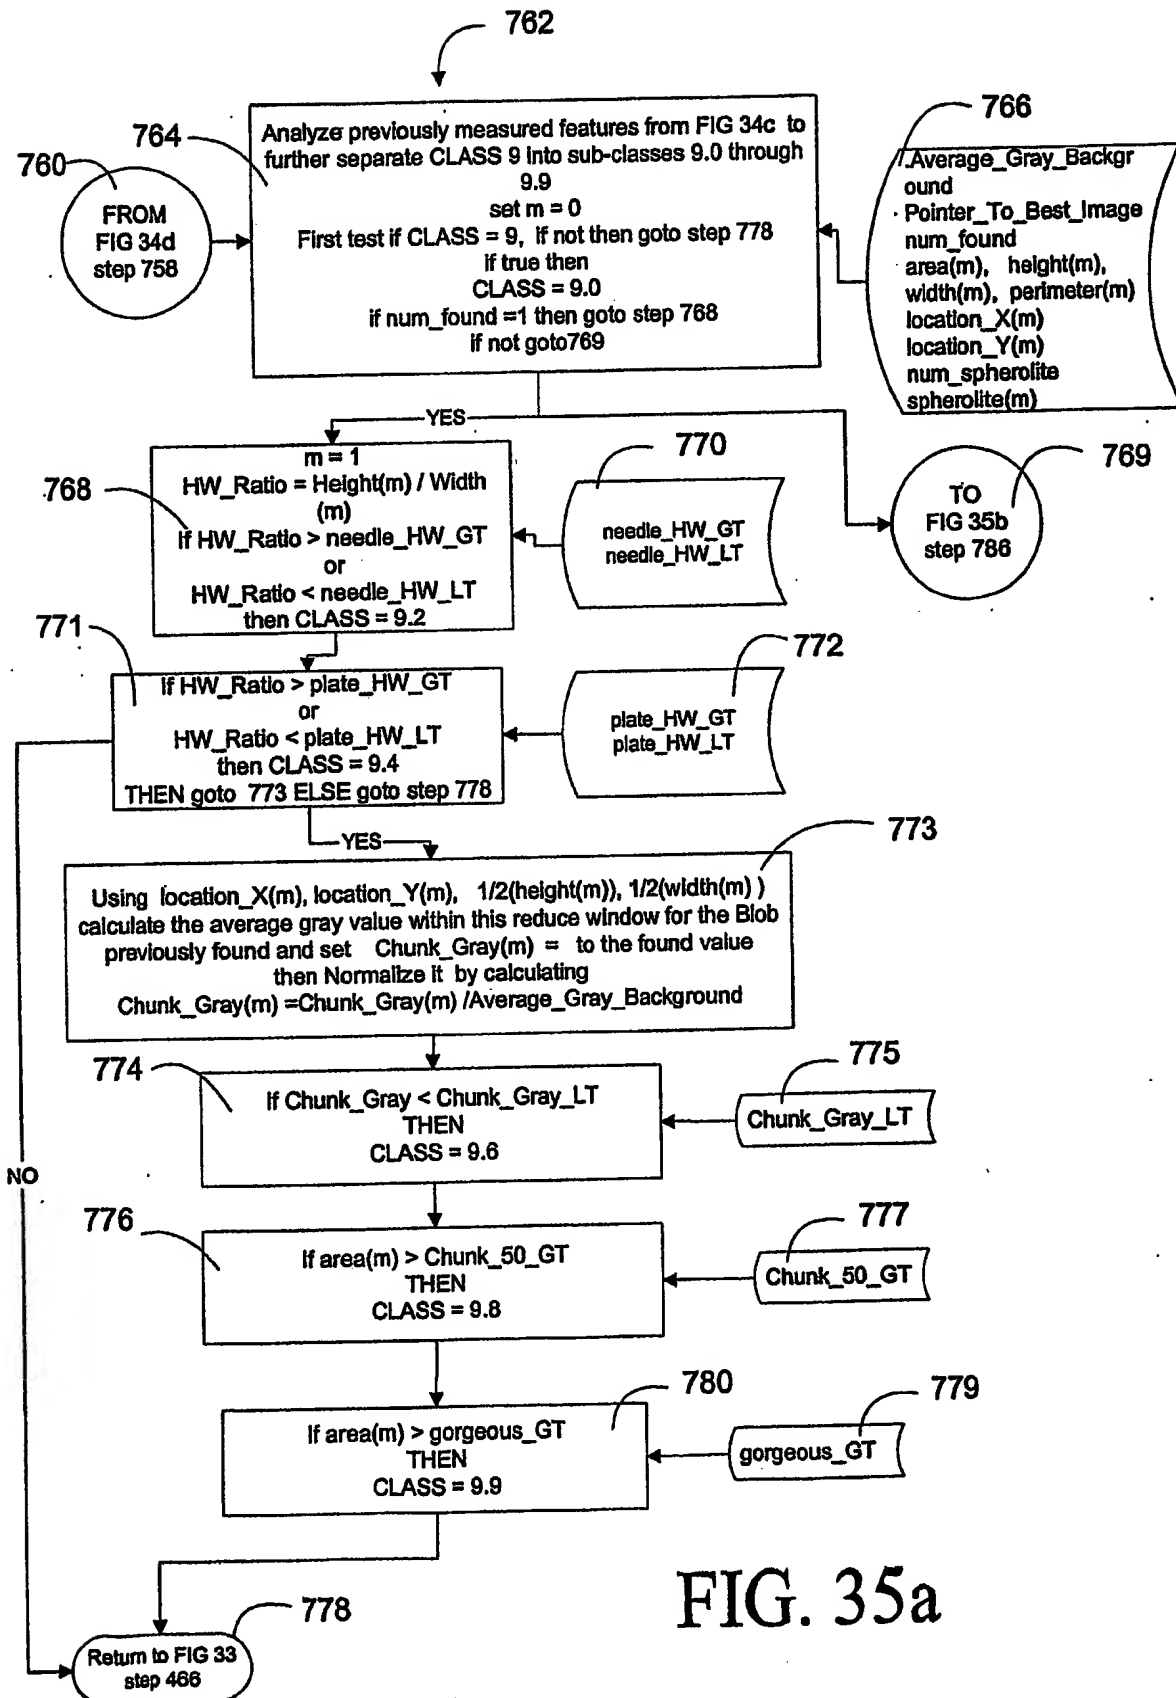 762
764
Analyze previously measured features from FIG 34c to
further separate CLASS 9 into sub-classes 9.0 through
9.9
set m = 0
First test if CLASS = 9, If not then goto step 778
if true then
CLASS = 9.0
if num_found =1 then goto step 768
if not goto769
760
FROM
FIG 34d
step 758
766
Average_Gray_Backgr
ound
Pointer_To_Best_Image
num_found
area(m), height(m),
width(m), perimeter(m)
location_X(m)
location_Y(m)
num_spherolite
spherolite(m)
YES
768
m = 1
HW_Ratio = Height(m) / Width
(m)
If HW_Ratio > needle_HW_GT
or
HW_Ratio < needle_HW_LT
then CLASS = 9.2
770
needle_HW_GT
needle_HW_LT
769
TO
FIG 35b
step 786
771
If HW_Ratio > plate_HW_GT
or
HW_Ratio < plate_HW_LT
then CLASS = 9.4
THEN goto 773 ELSE goto step 778
772
plate_HW_GT
plate_HW_LT
YES
773
Using location_X(m), location_Y(m), 1/2(height(m)), 1/2(width(m) )
calculate the average gray value within this reduce window for the Blob
previously found and set Chunk_Gray(m) = to the found value
then Normalize it by calculating
Chunk_Gray(m) =Chunk_Gray(m) /Average_Gray_Background
774
If Chunk_Gray < Chunk_Gray_LT
THEN
CLASS = 9.6
775
Chunk_Gray_LT
NO
776
If area(m) > Chunk_50_GT
THEN
CLASS = 9.8
777
Chunk_50_GT
780
If area(m) > gorgeous_GT
THEN
CLASS = 9.9
779
gorgeous_GT
778
Return to FIG 33
step 466
FIG. 35a